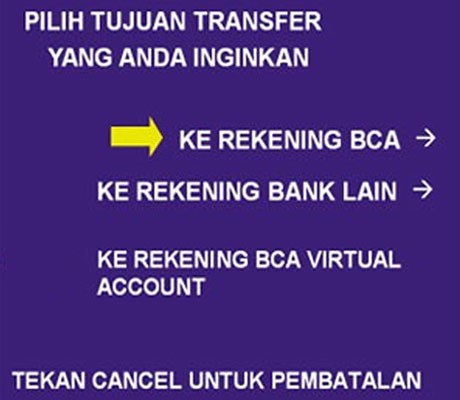 PILIH TUJUAN TRANSFER
YANG ANDA INGINKAN
KE REKENING BCA →
KE REKENING BANK LAIN →
KE REKENING BCA VIRTUAL
ACCOUNT
TEKAN CANCEL UNTUK PEMBATALAN